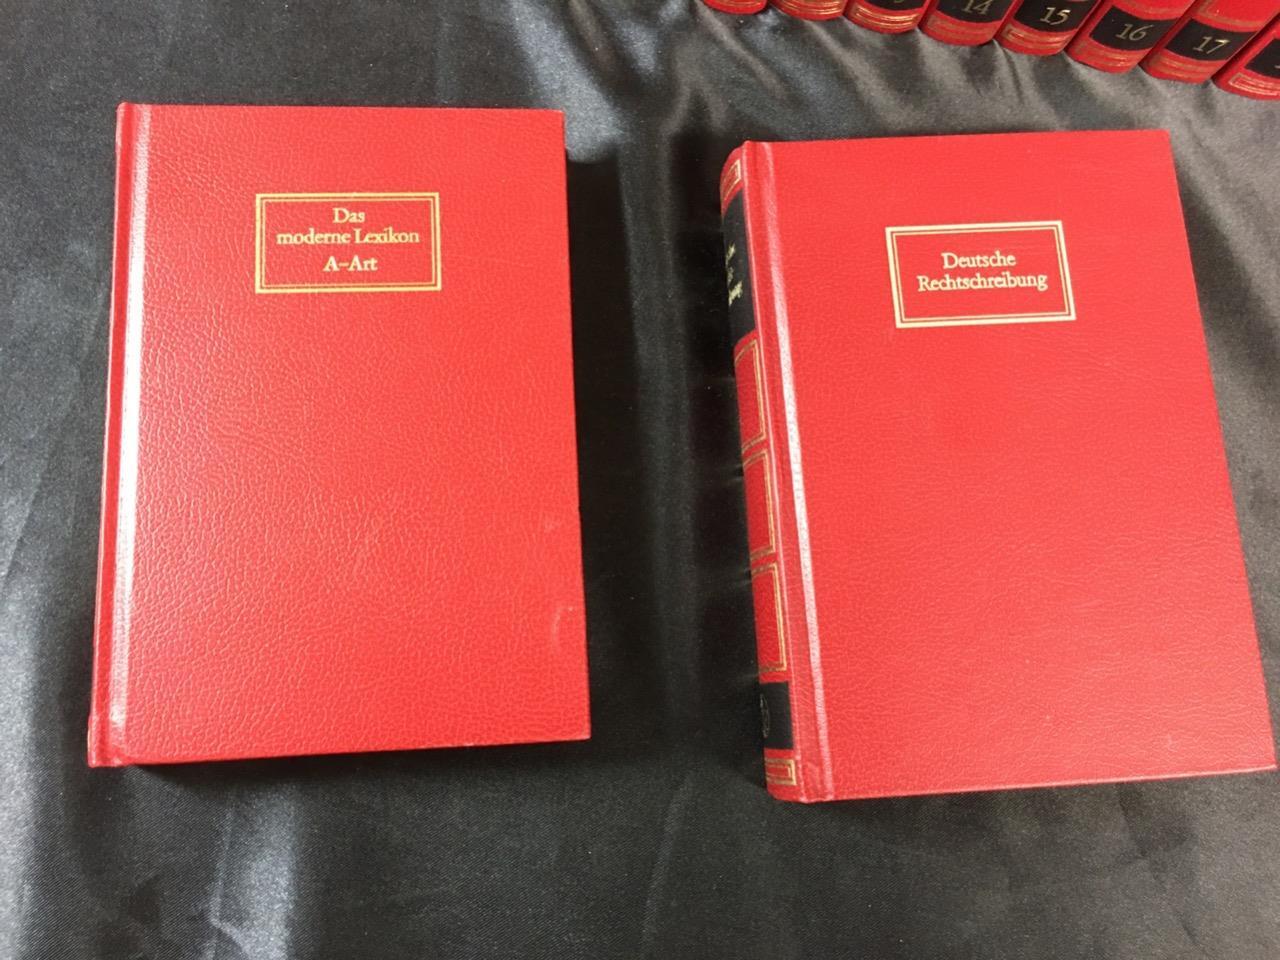 14
15
16
17
Das
moderne Lexikon
A–Art
Deutsche
Rechtschreibung